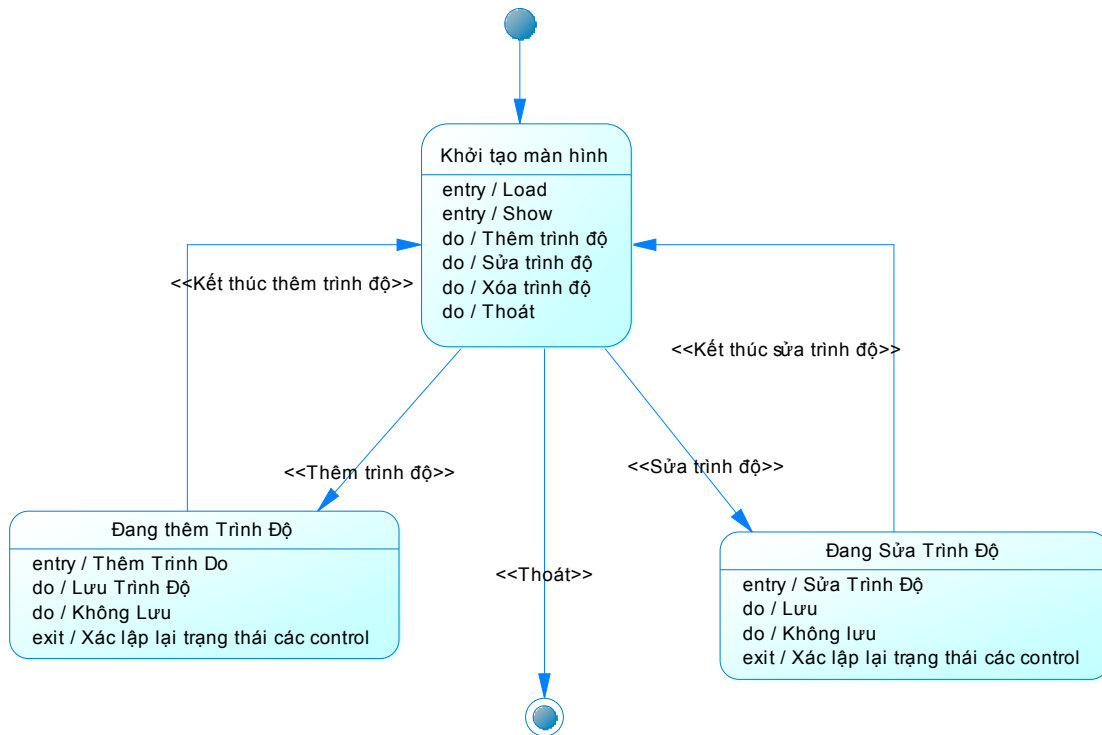 Khởi tạo màn hình
entry / Load
entry / Show
do / Thêm trình độ
do / Sửa trình độ
do / Xóa trình độ
do / Thoát
<<Kết thúc thêm trình độ>>
<<Kết thúc sửa trình độ>>
<<Thêm trình độ>>
<<Sửa trình độ>>
<<Thoát>>
Đang thêm Trình Độ
entry / Thêm Trinh Do
do / Lưu Trình Độ
do / Không Lưu
exit / Xác lập lại trạng thái các control
Đang Sửa Trình Độ
entry / Sửa Trình Độ
do / Lưu
do / Không lưu
exit / Xác lập lại trạng thái các control